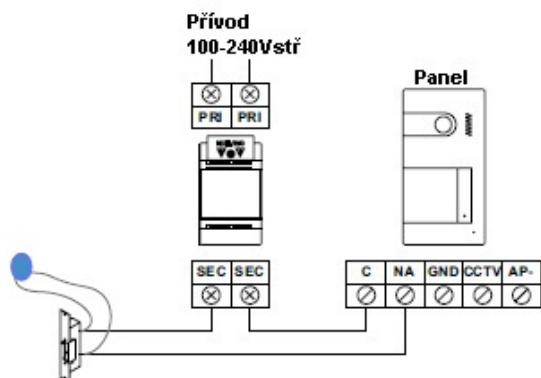 Přívod
100-240Vstř
Panel
PRI PRI
SEC SEC
C NA GND CCTV AP-